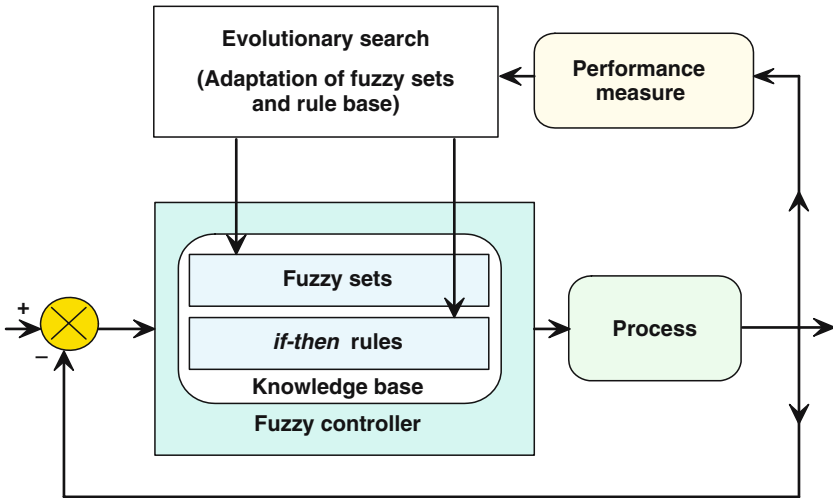 Evolutionary search
(Adaptation of fuzzy sets
and rule base)
Performance
measure
Fuzzy sets
if-then rules
Knowledge base
Fuzzy controller
Process
+
−